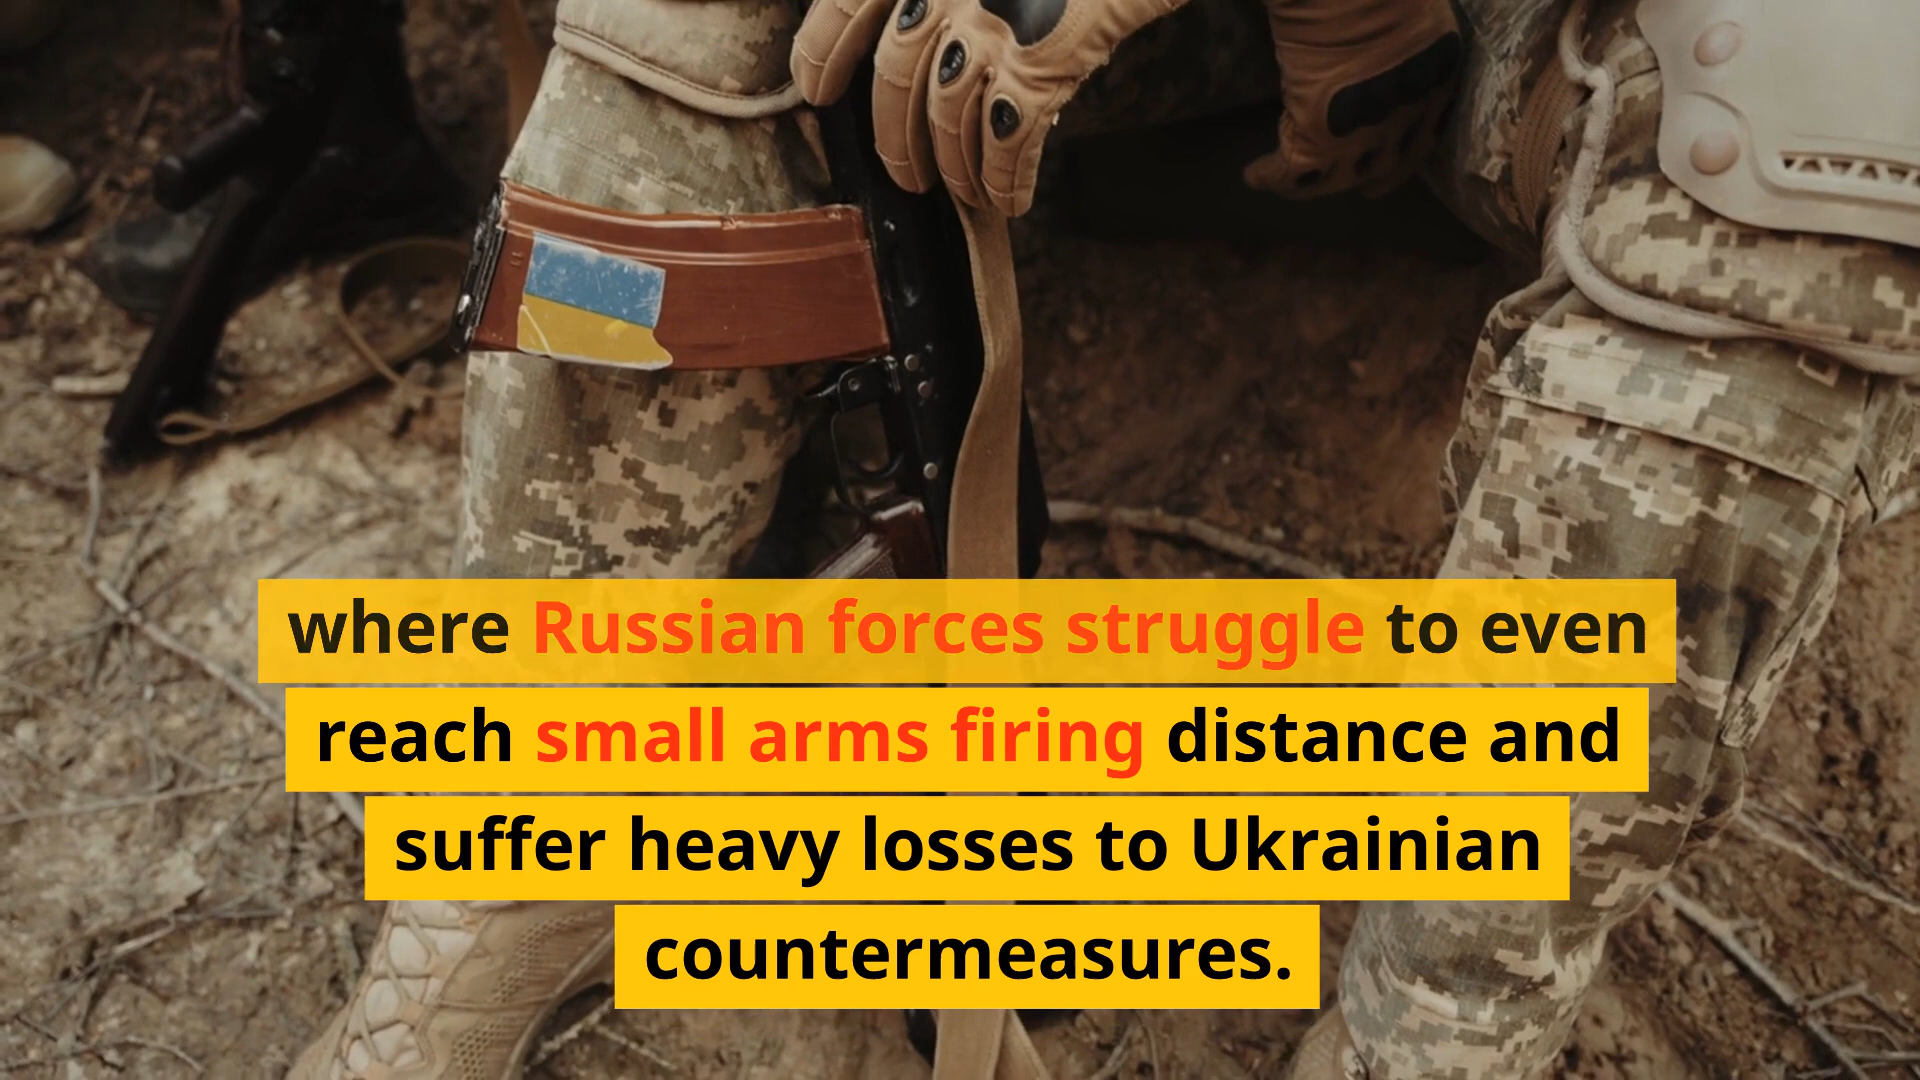 where Russian forces struggle to even
reach small arms firing distance and
suffer heavy losses to Ukrainian
countermeasures.